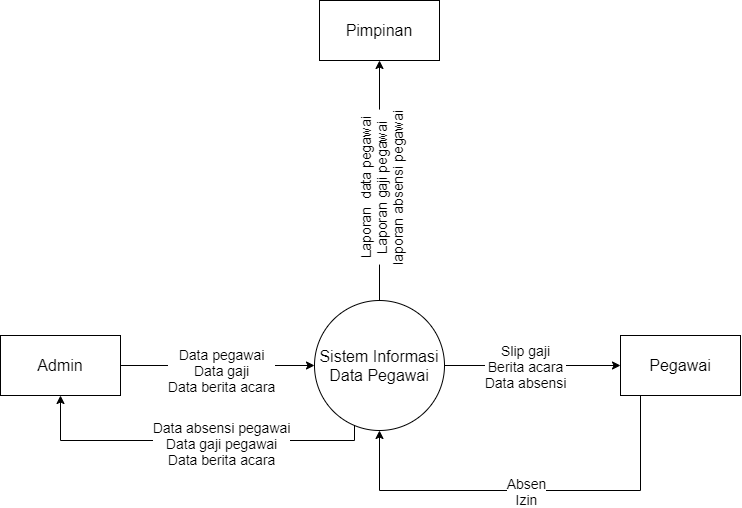 Pimpinan
Laporan data pegawai
Laporan gaji pegawai
laporan absensi pegawai
Admin
Data pegawai
Data gaji
Data berita acara
Sistem Informasi
Data Pegawai
Slip gaji
Berita acara
Data absensi
Pegawai
Data absensi pegawai
Data gaji pegawai
Data berita acara
Absen
Izin